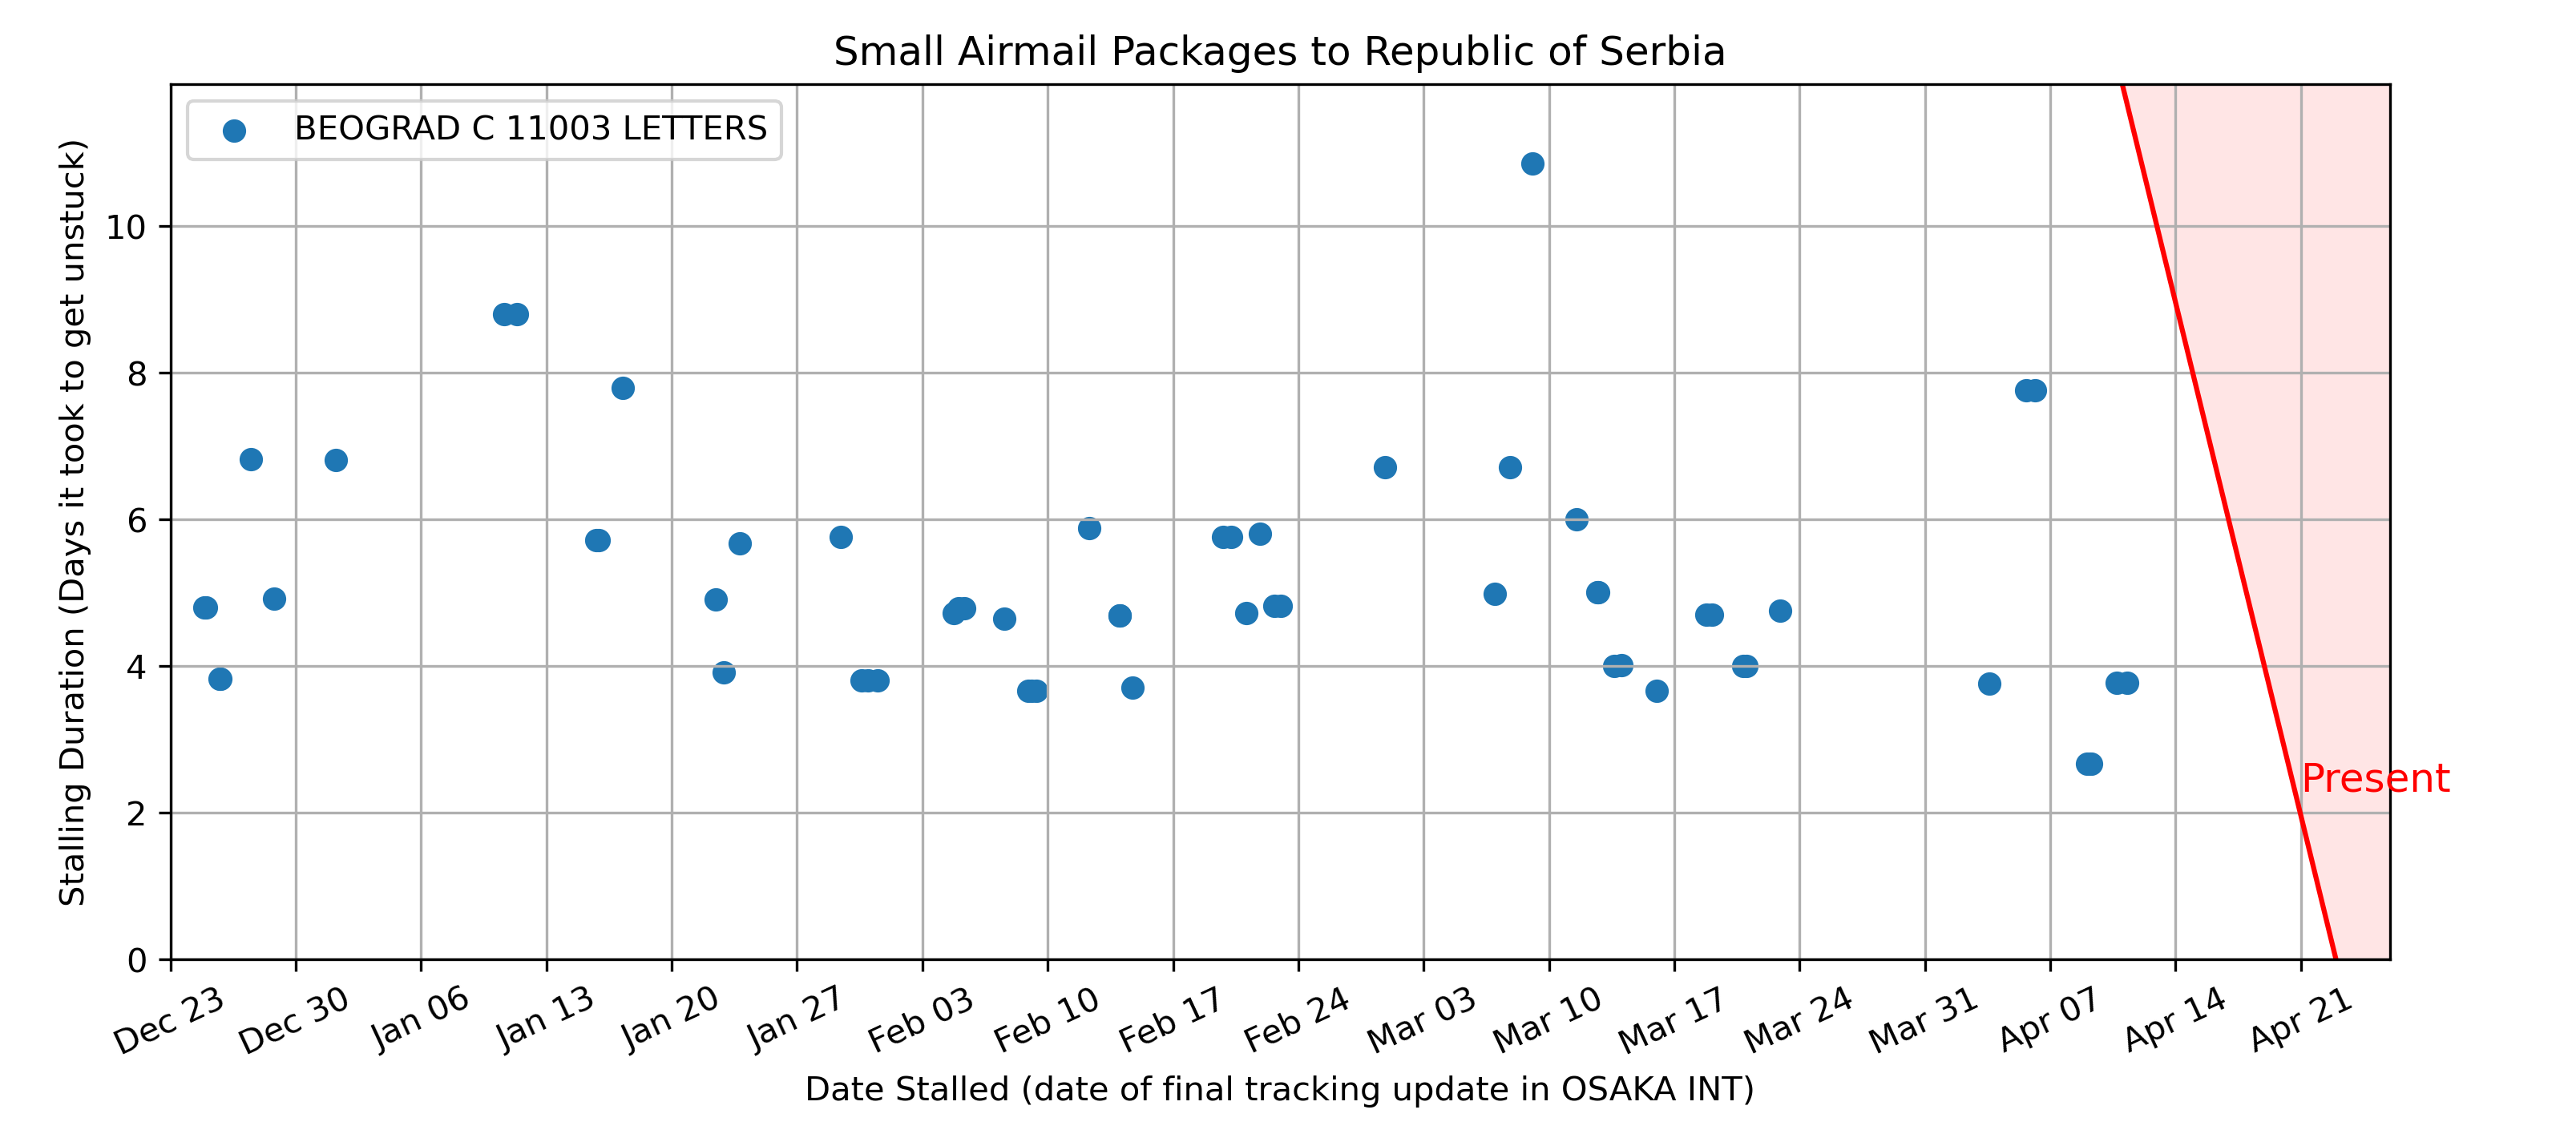 Small Airmail Packages to Republic of Serbia
BEOGRAD C 11003 LETTERS
Stalling Duration (Days it took to get unstuck)
10
8
6
4
2
0
Present
Dec 23
Dec 30
Jan 06
Jan 13
Jan 20
Jan 27
Feb 03
Feb 10
Feb 17
Feb 24
Mar 03
Mar 10
Mar 17
Mar 24
Mar 31
Apr 07
Apr 14
Apr 21
Date Stalled (date of final tracking update in OSAKA INT)